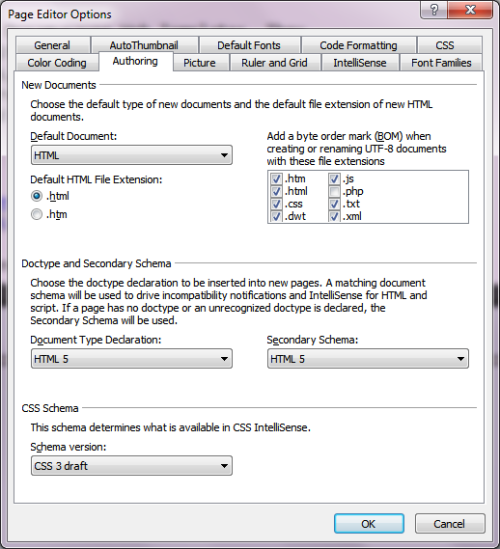 Page Editor Options
General AutoThumbnail Default Fonts Code Formatting CSS
Color Coding Authoring Picture Ruler and Grid IntelliSense Font Families
New Documents
Choose the default type of new documents and the default file extension of new HTML
documents.
Default Document:
HTML
Default HTML File Extension:
.html
.htm
Add a byte order mark (BOM) when
creating or renaming UTF-8 documents
with these file extensions
.htm .js
.html .php
.css .txt
.dwt .xml
Doctype and Secondary Schema
Choose the doctype declaration to be inserted into new pages. A matching document
schema will be used to drive incompatibility notifications and IntelliSense for HTML and
script. If a page has no doctype or an unrecognized doctype is declared, the
Secondary Schema will be used.
Document Type Declaration: Secondary Schema:
HTML 5 HTML 5
CSS Schema
This schema determines what is available in CSS IntelliSense.
Schema version:
CSS 3 draft
OK Cancel